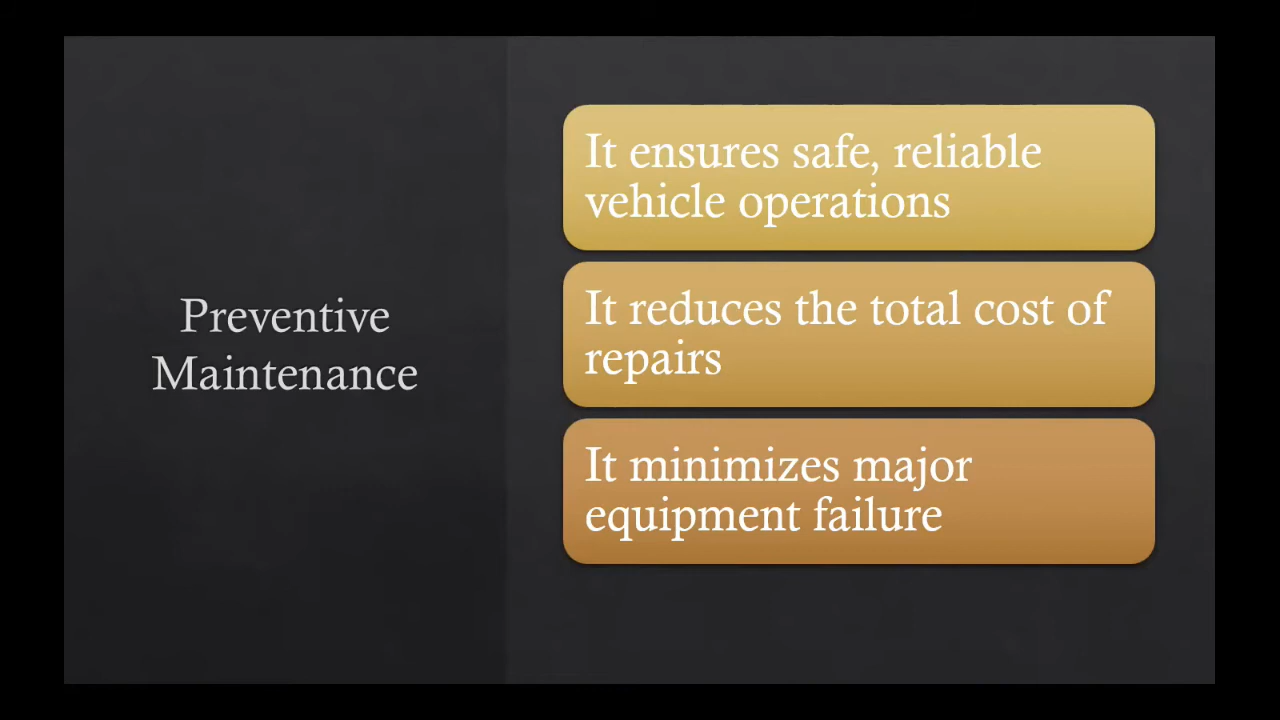 Preventive
Maintenance
It ensures safe, reliable
vehicle operations
It reduces the total cost of
repairs
It minimizes major
equipment failure